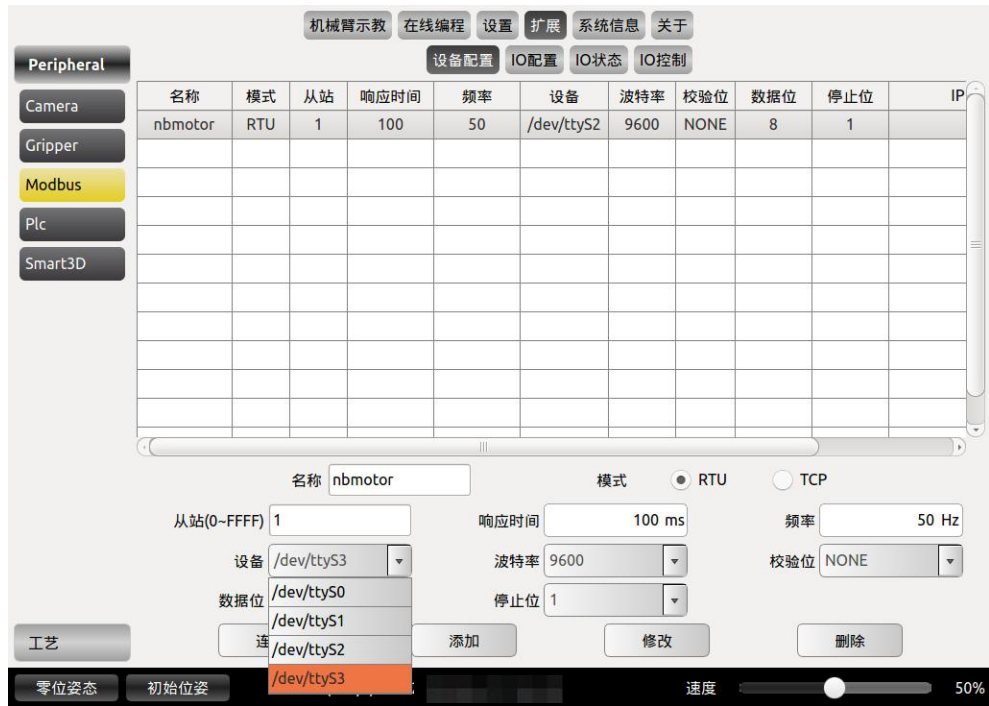 机械臂示教 在线编程 设置 扩展 系统信息 关于
Peripheral 设备配置 IO配置 IO状态 IO控制
Camera
Gripper
Modbus
Plc
Smart3D
名称 模式 从站 响应时间 频率 设备 波特率 校验位 数据位 停止位 IP
nbmotor RTU 1 100 50 /dev/ttyS2 9600 NONE 8 1
名称 nbmotor 模式 RTU TCP
从站(0~FFFF) 1 响应时间 100 ms 频率 50 Hz
设备 /dev/ttyS3 波特率 9600 校验位 NONE
数据位 /dev/ttyS0 停止位 1
/dev/ttyS1
/dev/ttyS2
/dev/ttyS3
工艺 连 添加 修改 删除
零位姿态 初始位姿 速度 50%